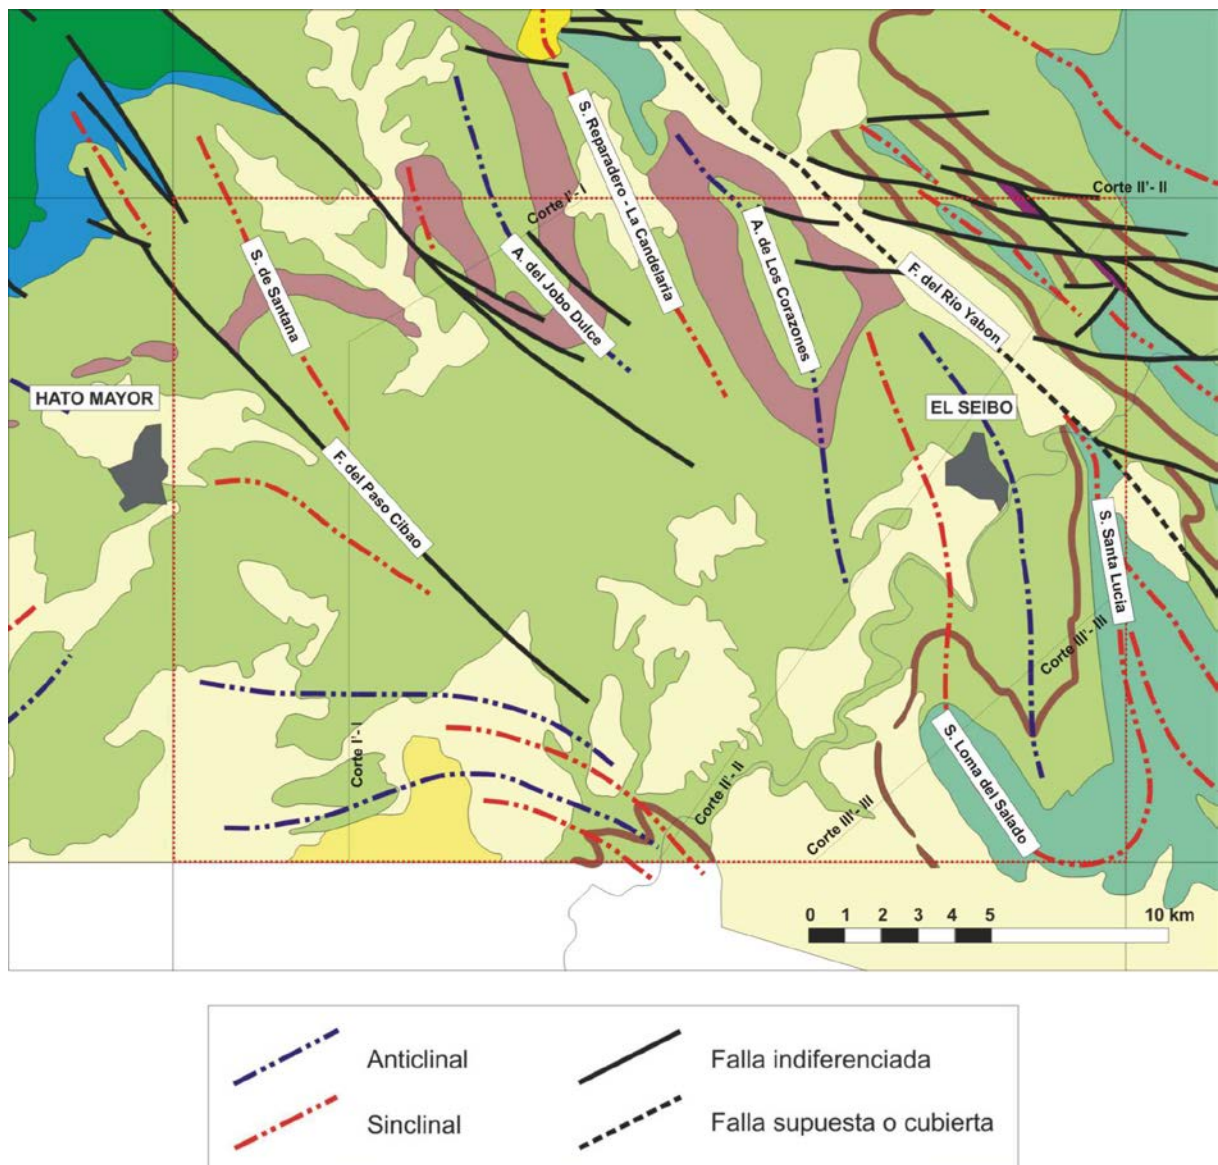 Corte II'- II
S. Reparadero - La Candelaria
Corte I'- I
S. de Santana
A. del Jobo Dulce
A. de Los Corazones
F. del Rio Yabon
HATO MAYOR
EL SEIBO
F. del Paso Cibao
S. Santa Lucia
Corte III'- III
Corte I'- I
Corte II'- II
S. Loma del Salado
Corte III'- III
0 1 2 3 4 5 10 km
Anticlinal
Falla indiferenciada
Sinclinal
Falla supuesta o cubierta